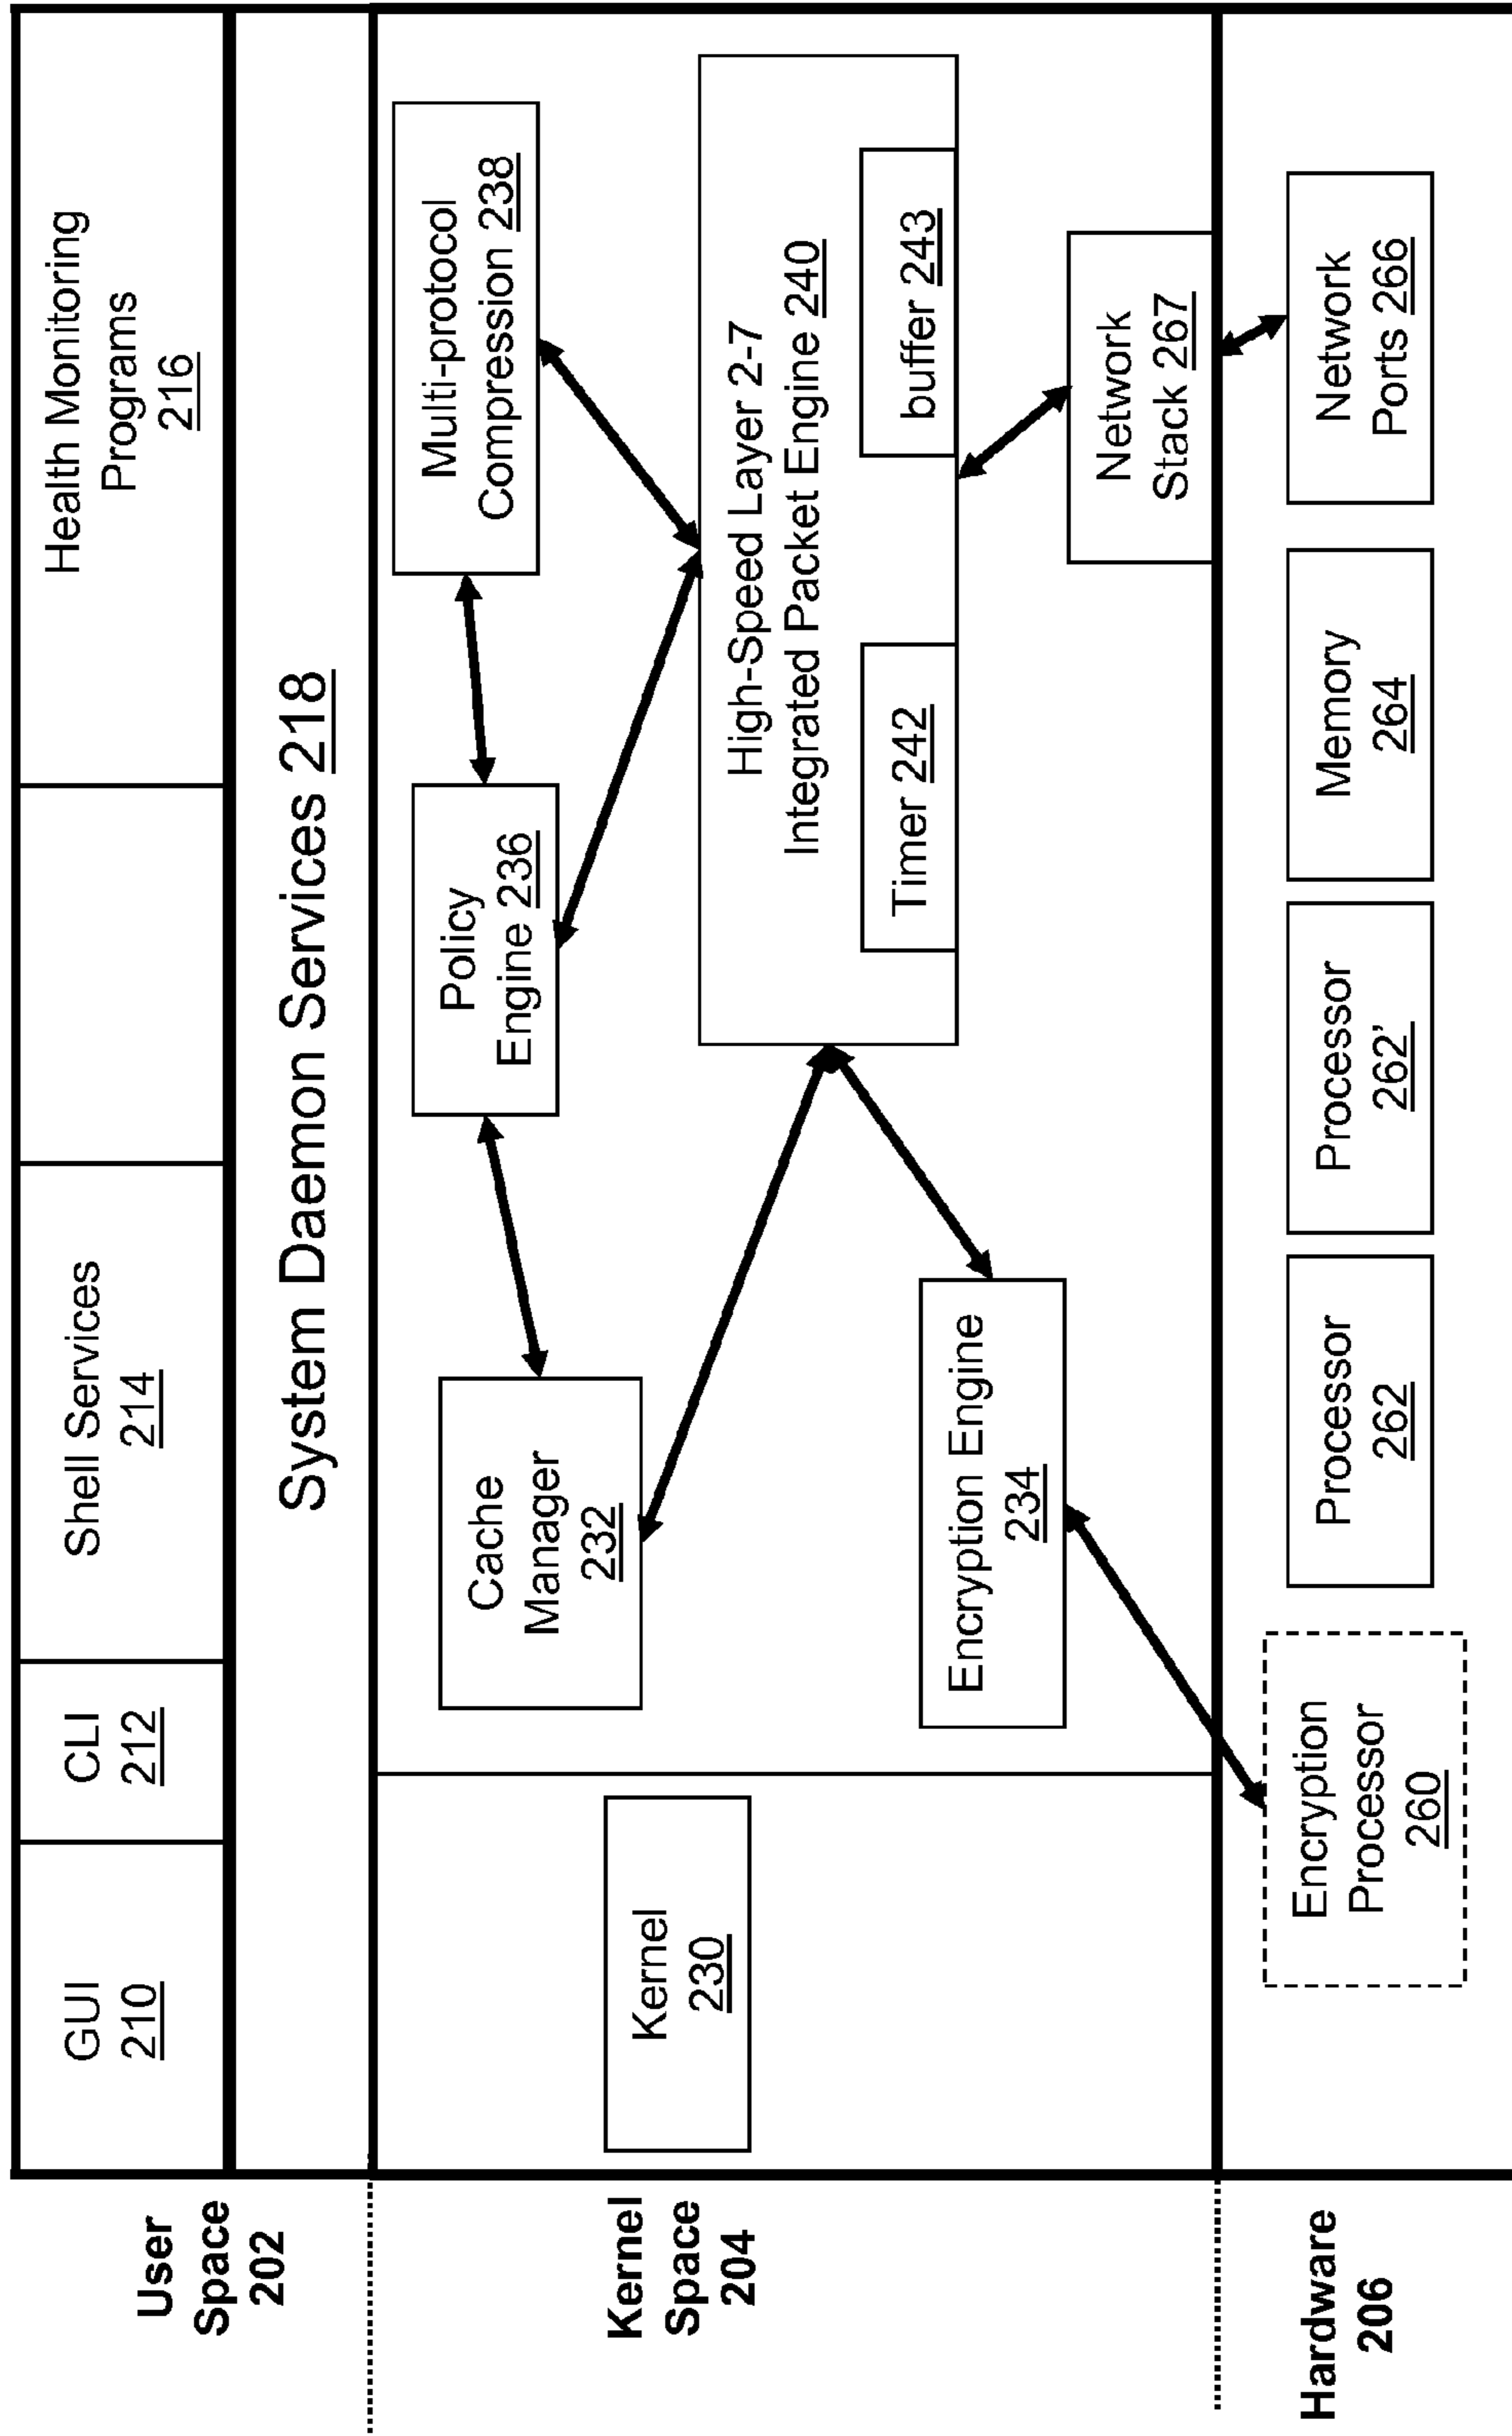 User
Space
202
GUI
210
CLI
212
Shell Services
214
Health Monitoring
Programs
216
System Daemon Services 218
Kernel
Space
204
Kernel
230
Cache
Manager
232
Policy
Engine 236
Multi-protocol
Compression 238
High-Speed Layer 2-7
Integrated Packet Engine 240
Timer 242
buffer 243
Encryption Engine
234
Network
Stack 267
Hardware
206
Encryption
Processor
260
Processor
262
Processor
262’
Memory
264
Network
Ports 266